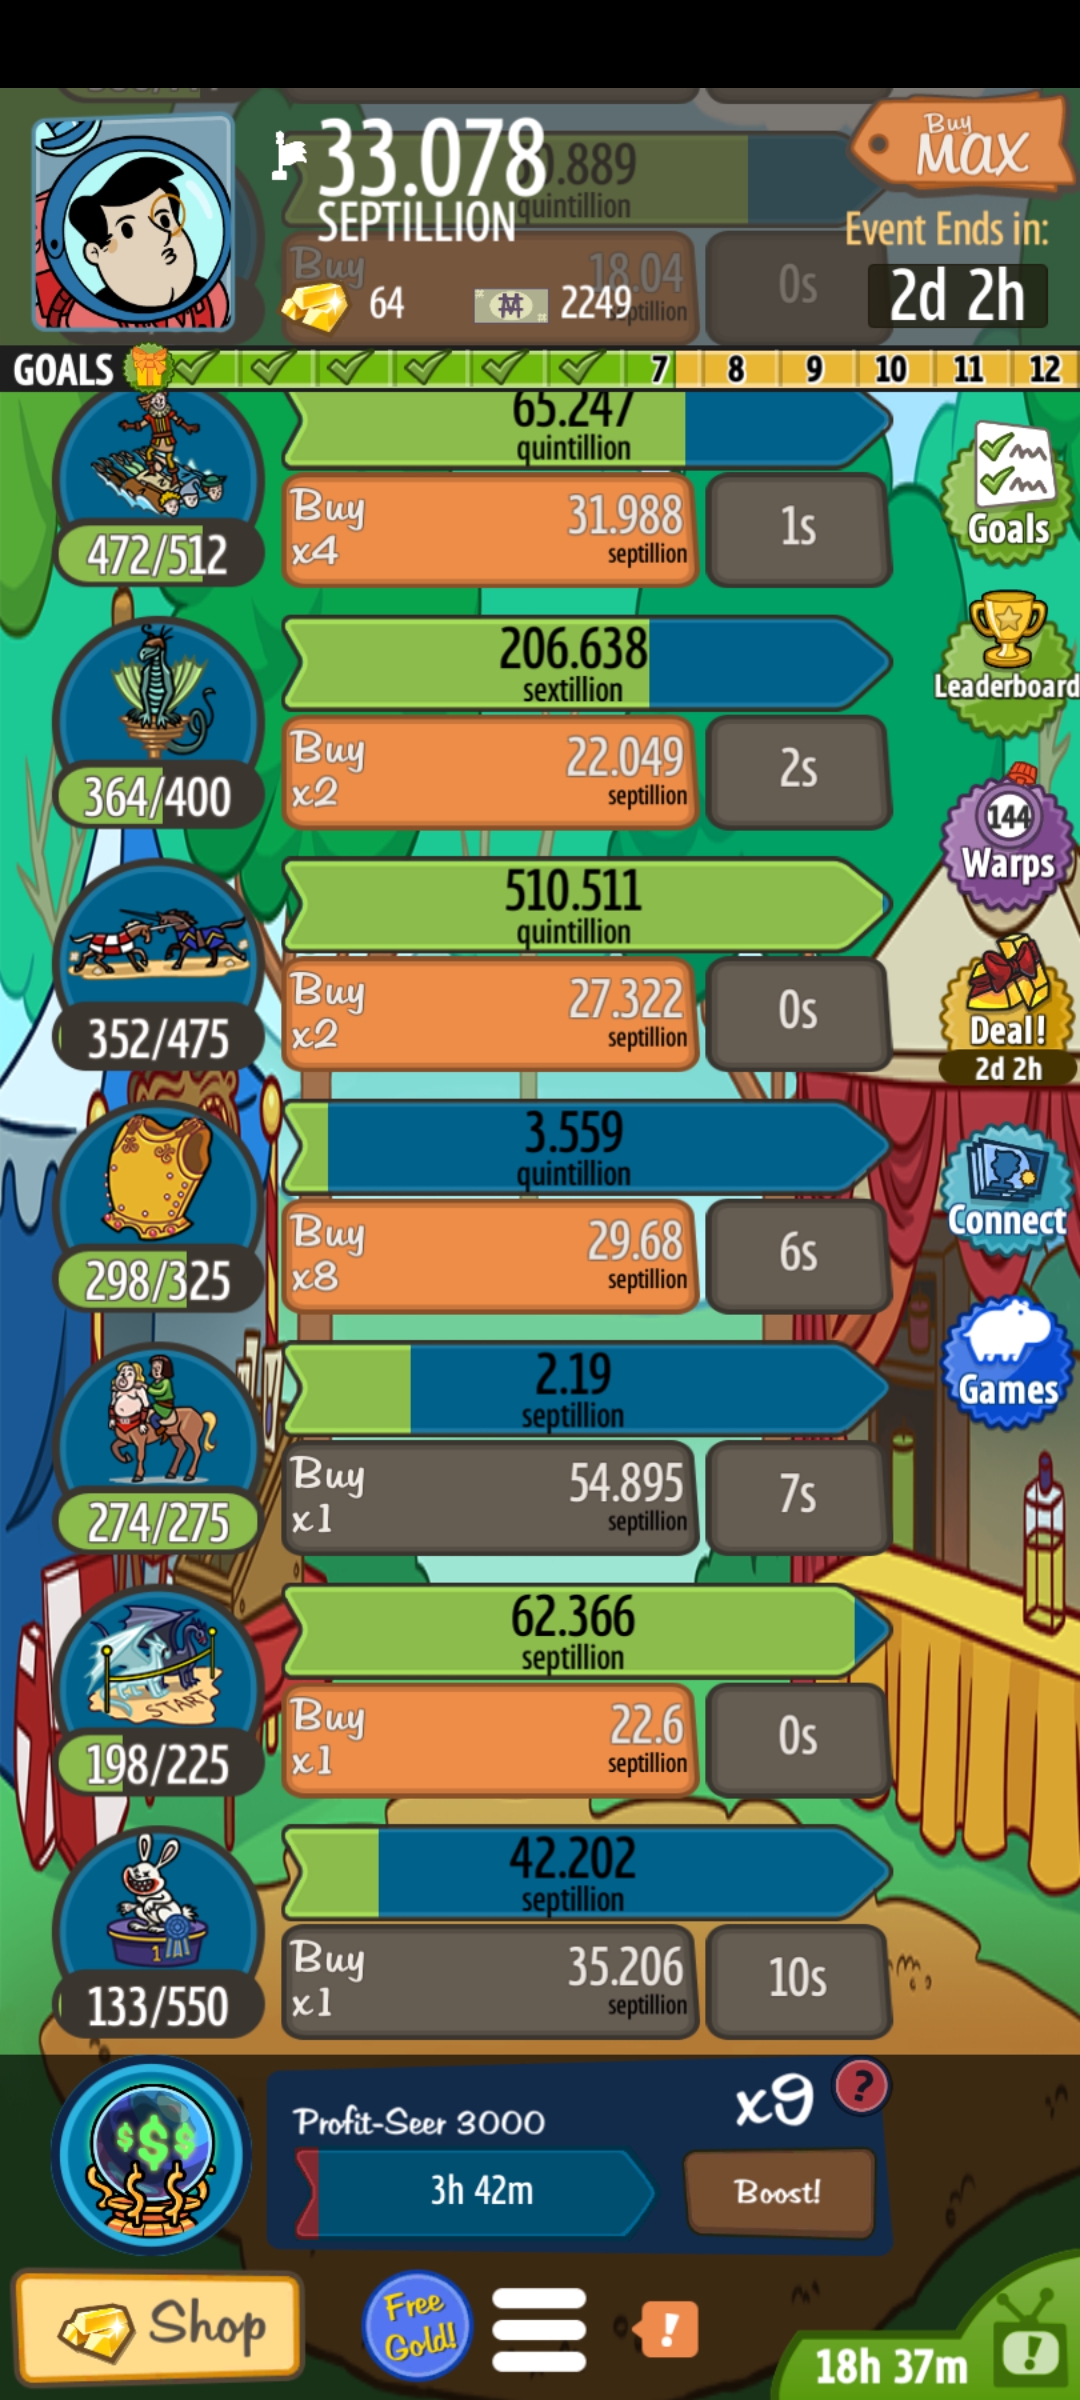 33.078
SEPTILLION
0.889
quintillion
Buy
MAX
Event Ends in:
2d 2h
Buy
18.04
septillion
0s
64
2249
GOALS
7
8
9
10
11
12
65.247
quintillion
472/512
Buy
x4
31.988
septillion
1s
Goals
206.638
sextillion
364/400
Buy
x2
22.049
septillion
2s
Leaderboard
144
Warps
510.511
quintillion
352/475
Buy
x2
27.322
septillion
0s
Deal!
2d 2h
3.559
quintillion
298/325
Buy
x8
29.68
septillion
6s
Connect
2.19
septillion
274/275
Buy
x1
54.895
septillion
7s
Games
62.366
septillion
START
198/225
Buy
x1
22.6
septillion
0s
42.202
septillion
1
133/550
Buy
x1
35.206
septillion
10s
$$$
Profit-Seer 3000
x9
?
3h 42m
Boost!
Shop
Free
Gold!
!
18h 37m
!